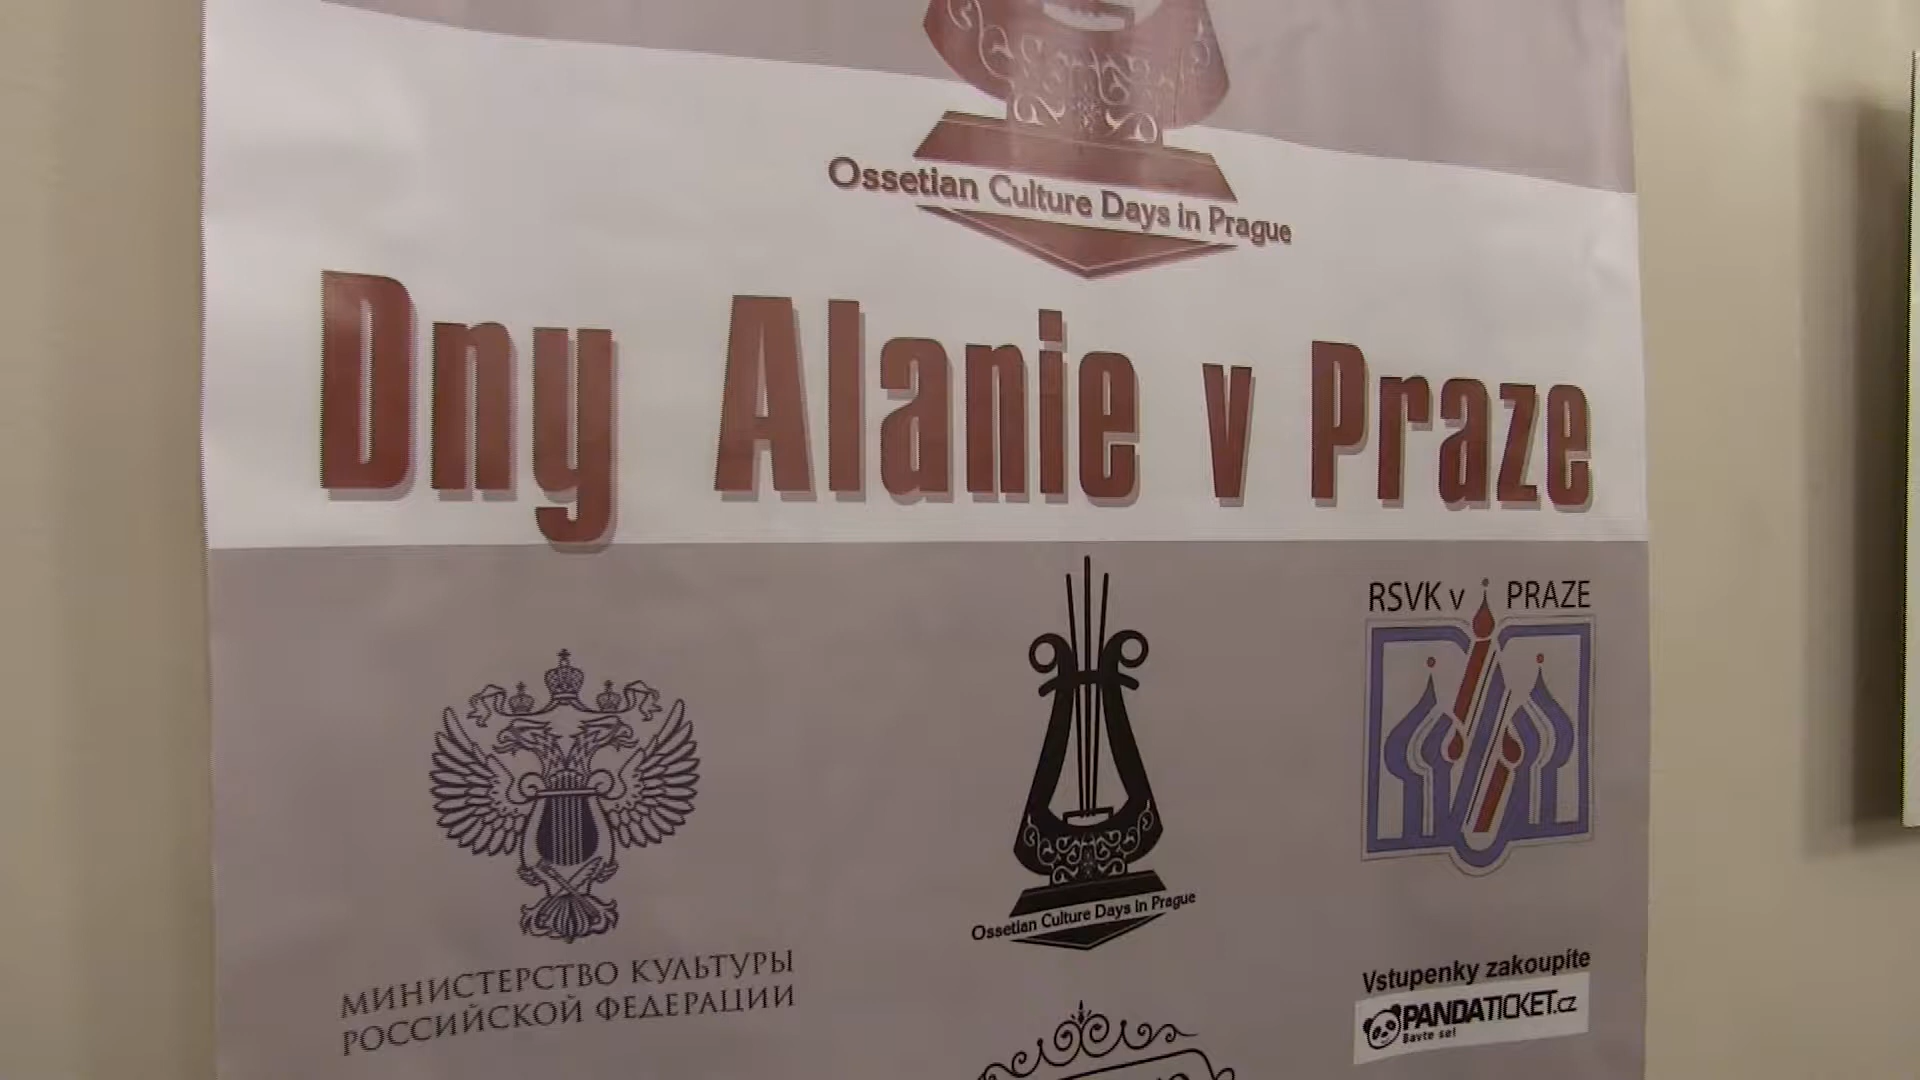 Ossetian Culture Days in Prague
Dny Alanie v Praze
RSVK v PRAZE
Ossetian Culture Days in Prague
МИНИСТЕРСТВО КУЛЬТУРЫ
РОССИЙСКОЙ ФЕДЕРАЦИИ
Vstupenky zakoupíte
PANDATICKET.cz
Bavte se!